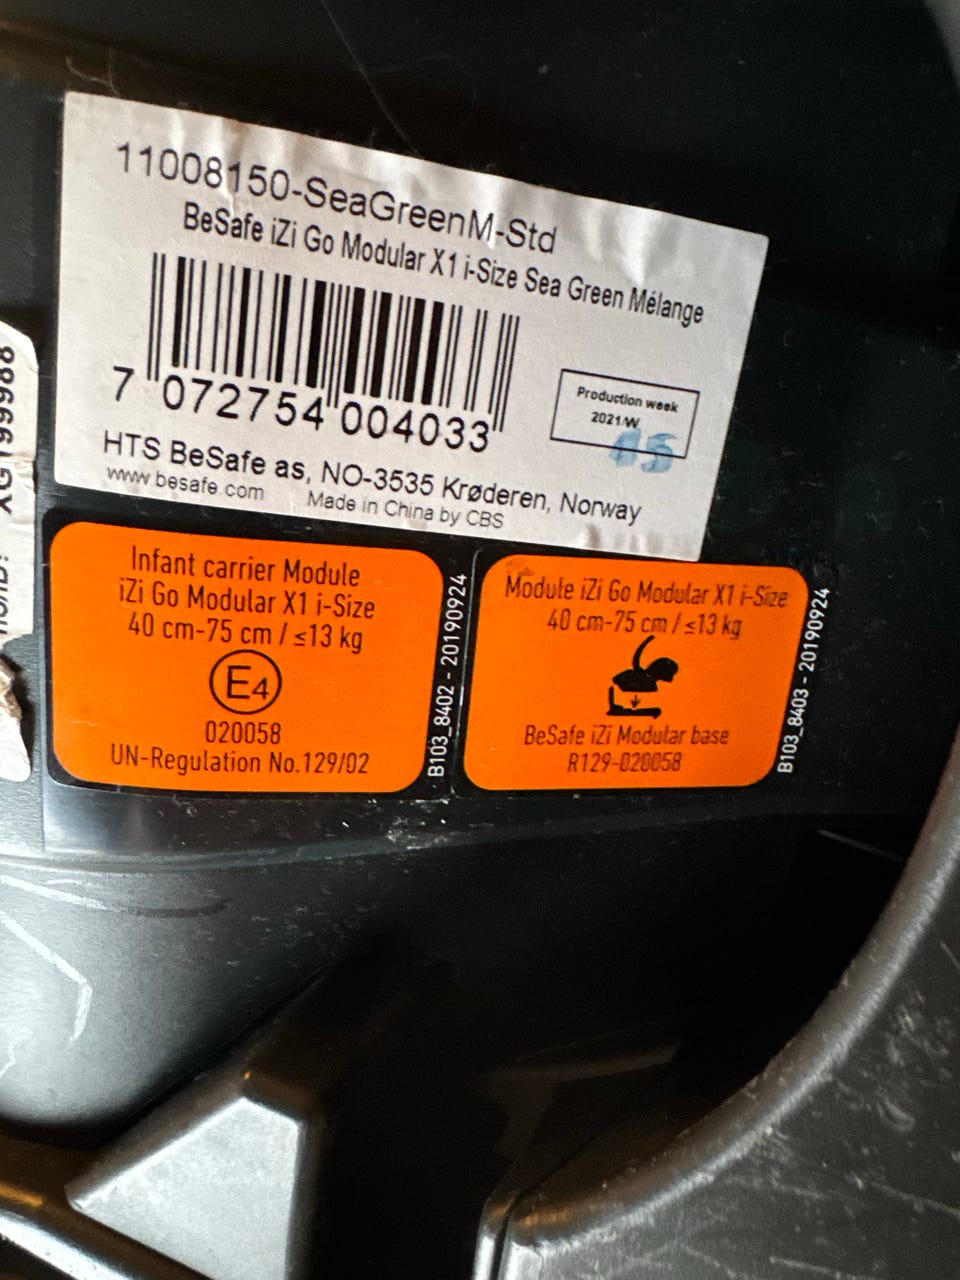 11008150-SeaGreenM-Std
BeSafe iZi Go Modular X1 i-Size Sea Green Mélange
7 072754 004033
Production week
2021/W
45
HTS BeSafe as, NO-3535 Krøderen, Norway
www.besafe.com Made in China by CBS
Infant carrier Module
iZi Go Modular X1 i-Size
40 cm-75 cm / ≤13 kg
E4
020058
UN-Regulation No.129/02
B103_8402 - 20190924
Module iZi Go Modular X1 i-Size
40 cm-75 cm / ≤13 kg
BeSafe iZi Modular base
R129-020058
B103_8403 - 20190924